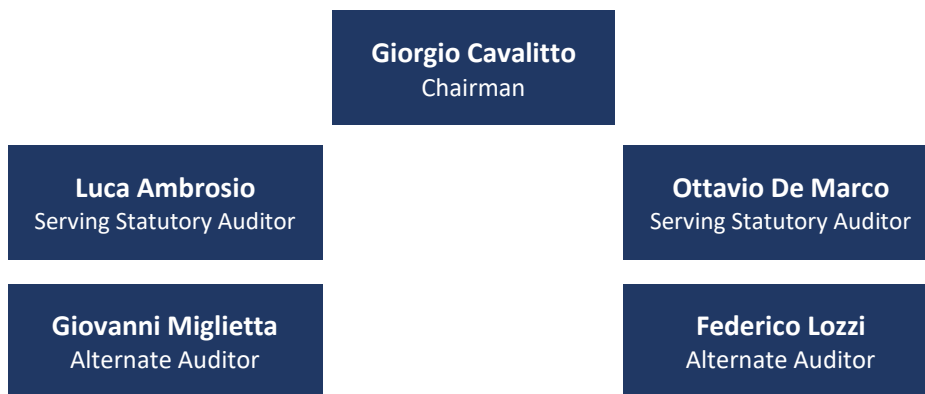 Giorgio Cavalitto
Chairman
Luca Ambrosio
Serving Statutory Auditor
Ottavio De Marco
Serving Statutory Auditor
Giovanni Miglietta
Alternate Auditor
Federico Lozzi
Alternate Auditor